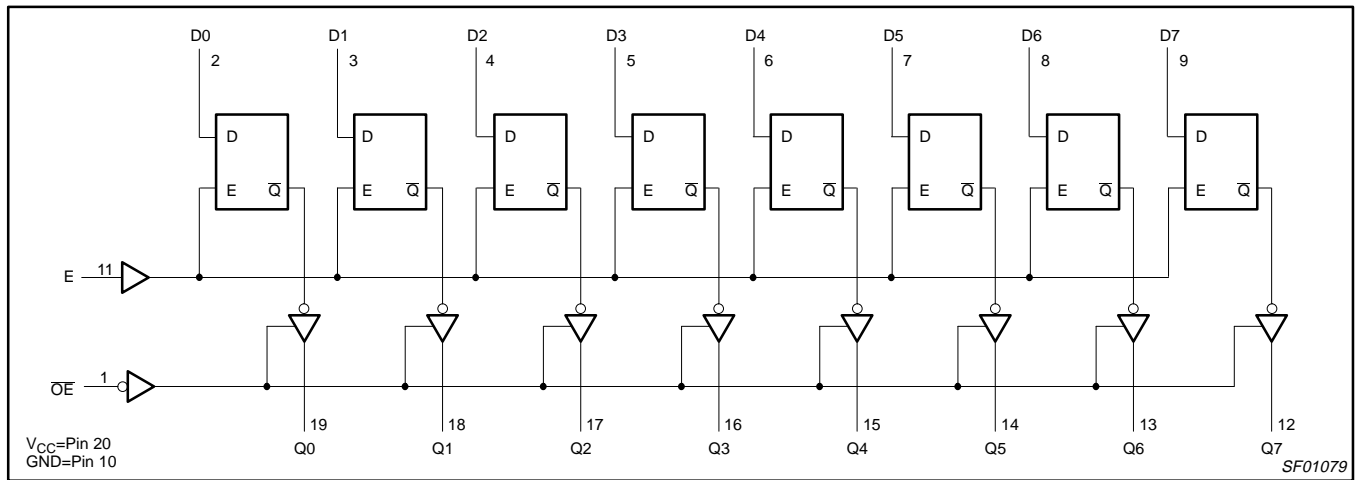 D0 D1 D2 D3 D4 D5 D6 D7
2 3 4 5 6 7 8 9
D D D D D D D D
E Q̅ E Q̅ E Q̅ E Q̅ E Q̅ E Q̅ E Q̅ E Q̅
E 11
O̅E̅ 1
19 18 17 16 15 14 13 12
Q0 Q1 Q2 Q3 Q4 Q5 Q6 Q7
VCC=Pin 20
GND=Pin 10
SF01079